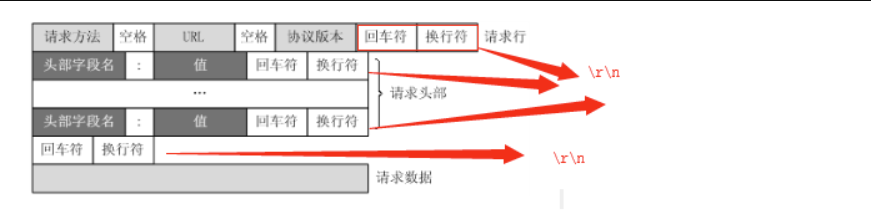 请求方法 空格 URL 空格 协议版本 回车符 换行符 请求行
头部字段名 : 值 回车符 换行符 \r\n
... 请求头部
头部字段名 : 值 回车符 换行符
回车符 换行符 \r\n
请求数据